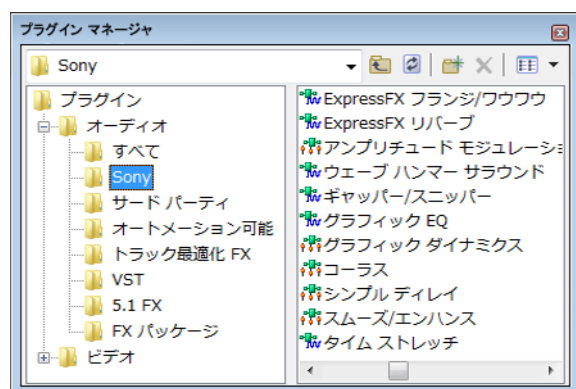 プラグイン マネージャ
Sony
プラグイン
オーディオ
すべて
Sony
サード パーティ
オートメーション可能
トラック最適化 FX
VST
5.1 FX
FX パッケージ
ビデオ
ExpressFX フランジ/ワウワウ
ExpressFX リバーブ
アンプリチュード モジュレーショ
ウェーブ ハンマー サラウンド
ギャッパー/スニッパー
グラフィック EQ
グラフィック ダイナミクス
コーラス
シンプル ディレイ
スムーズ/エンハンス
タイム ストレッチ